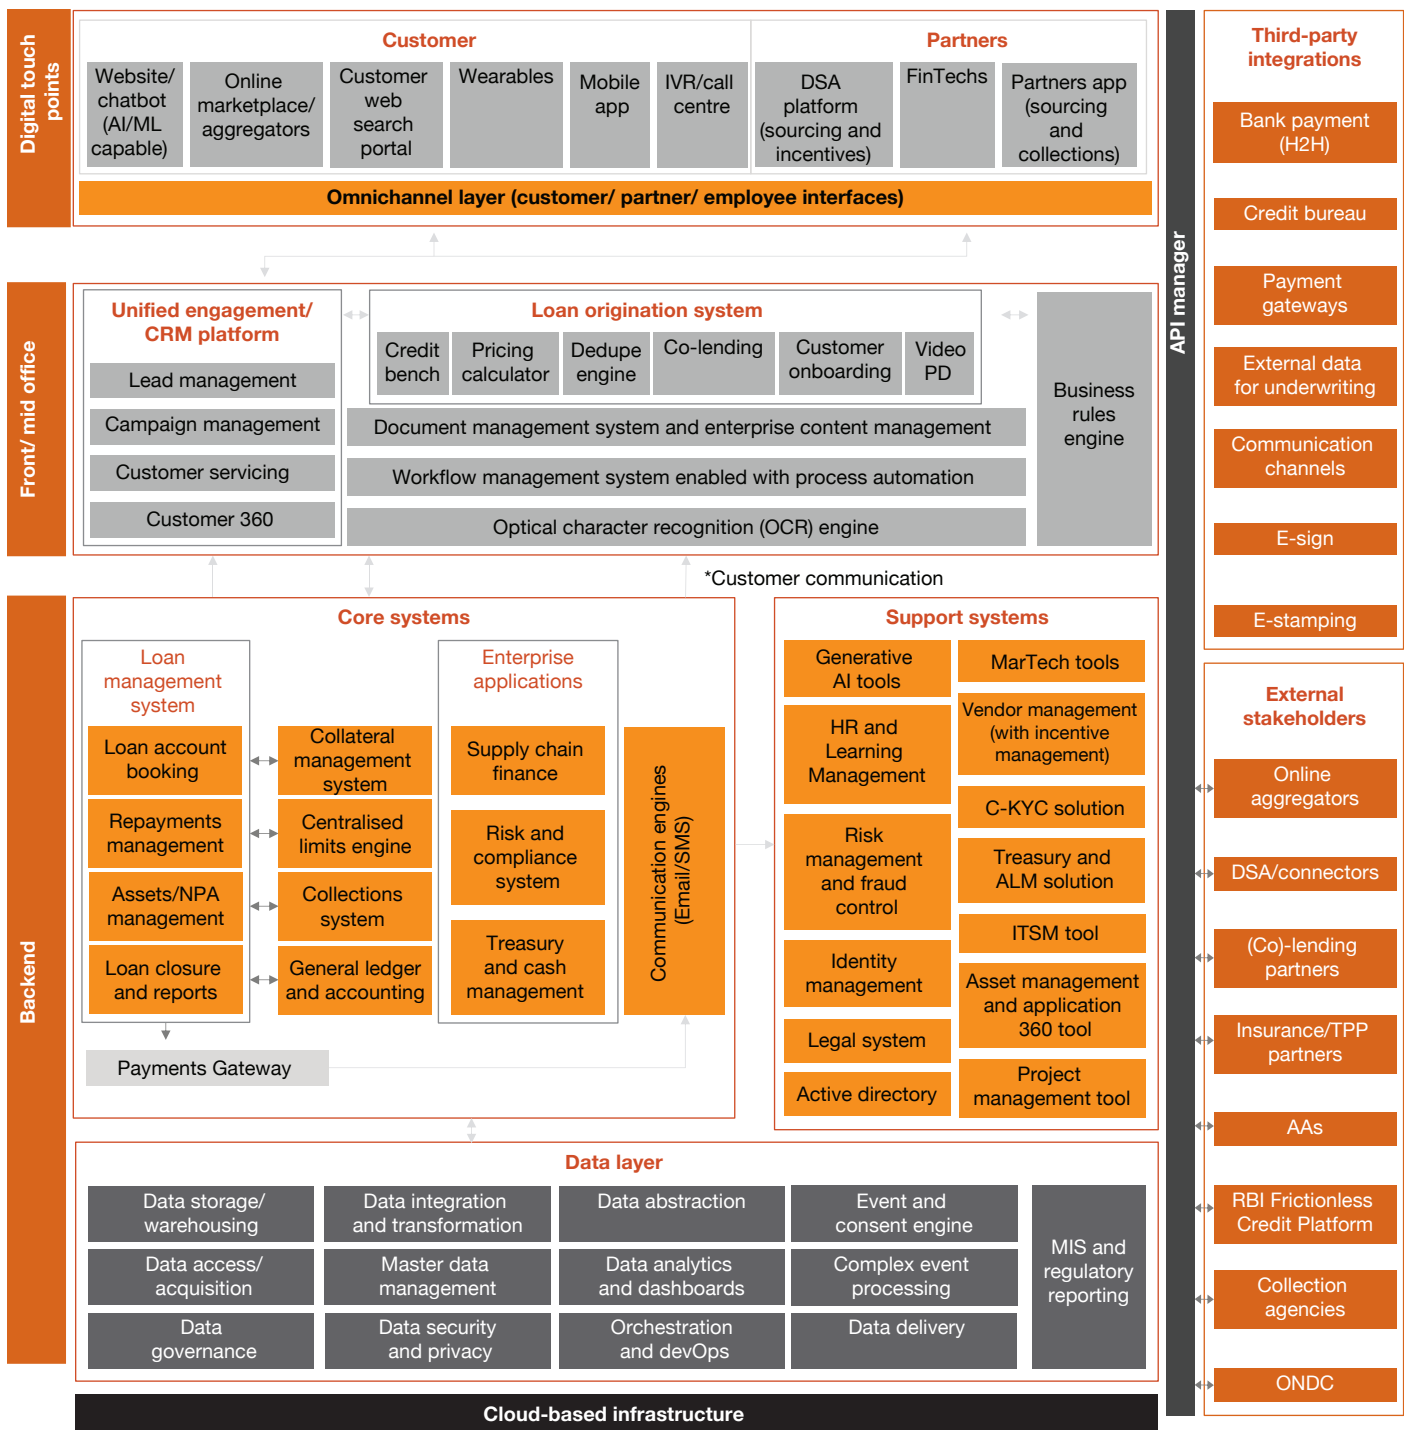 Digital touch
points
Customer
Website/
chatbot
(AI/ML
capable)
Online
marketplace/
aggregators
Customer
web
search
portal
Wearables
Mobile
app
IVR/call
centre
Partners
DSA
platform
(sourcing and
incentives)
FinTechs
Partners app
(sourcing
and
collections)
Omnichannel layer (customer/ partner/ employee interfaces)
Front/ mid office
Unified engagement/
CRM platform
Lead management
Campaign management
Customer servicing
Customer 360
Loan origination system
Credit
bench
Pricing
calculator
Dedupe
engine
Co-lending
Customer
onboarding
Video
PD
Document management system and enterprise content management
Workflow management system enabled with process automation
Optical character recognition (OCR) engine
Business
rules
engine
*Customer communication
Backend
Core systems
Loan
management
system
Loan account
booking
Repayments
management
Assets/NPA
management
Loan closure
and reports
Collateral
management
system
Centralised
limits engine
Collections
system
General ledger
and accounting
Enterprise
applications
Supply chain
finance
Risk and
compliance
system
Treasury
and cash
management
Communication engines
(Email/SMS)
Payments Gateway
Support systems
Generative
AI tools
HR and
Learning
Management
Risk
management
and fraud
control
Identity
management
Legal system
Active directory
MarTech tools
Vendor management
(with incentive
management)
C-KYC solution
Treasury and
ALM solution
ITSM tool
Asset management
and application
360 tool
Project
management tool
Data layer
Data storage/
warehousing
Data integration
and transformation
Data abstraction
Event and
consent engine
Data access/
acquisition
Master data
management
Data analytics
and dashboards
Complex event
processing
Data
governance
Data security
and privacy
Orchestration
and devOps
Data delivery
MIS and
regulatory
reporting
Cloud-based infrastructure
API manager
Third-party
integrations
Bank payment
(H2H)
Credit bureau
Payment
gateways
External data
for underwriting
Communication
channels
E-sign
E-stamping
External
stakeholders
Online
aggregators
DSA/connectors
(Co)-lending
partners
Insurance/TPP
partners
AAs
RBI Frictionless
Credit Platform
Collection
agencies
ONDC